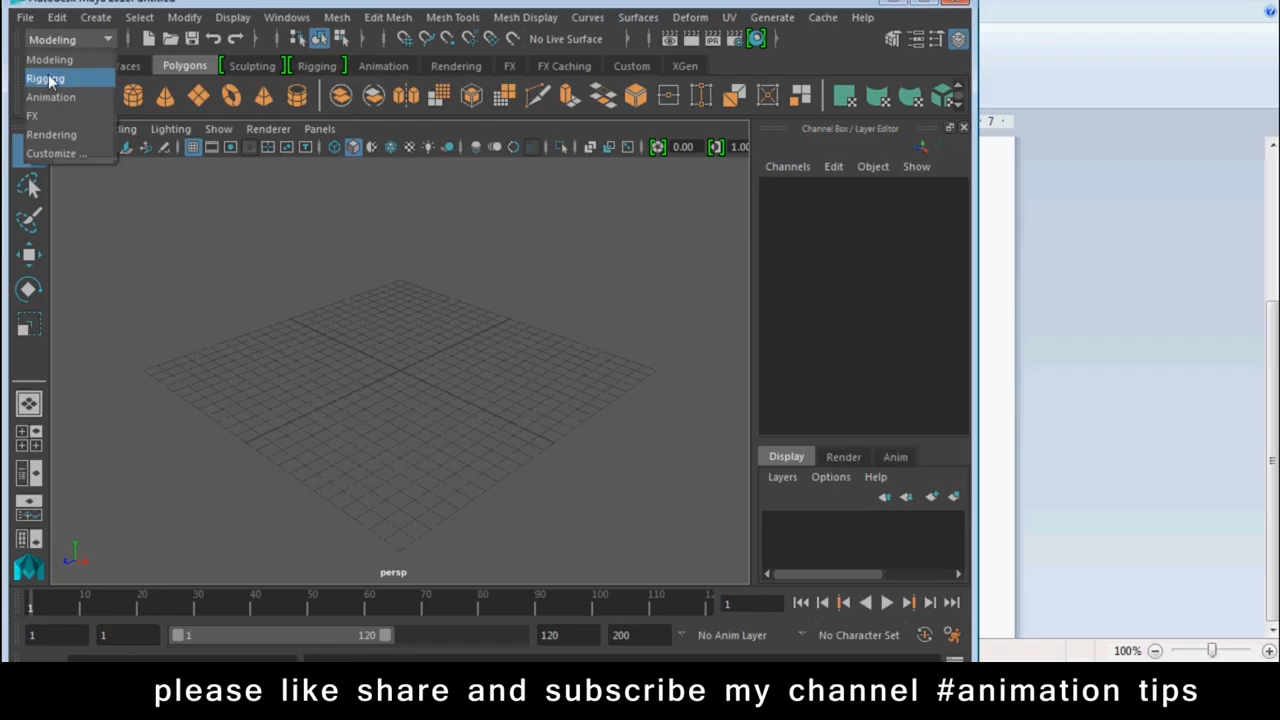 File Edit Create Select Modify Display Windows Mesh Edit Mesh Mesh Tools Mesh Display Curves Surfaces Deform UV Generate Cache Help
Modeling No Live Surface
Modeling
Rigging
Animation
FX
Rendering
Customize ...
Polygons Sculpting Rigging Animation Rendering FX FX Caching Custom XGen
Lighting Show Renderer Panels
0.00 1.00
Channel Box / Layer Editor
Channels Edit Object Show
7
persp
Display Render Anim
Layers Options Help
10 20 30 40 50 60 70 80 90 100 110
1 1
1 1 1 120 120 200 No Anim Layer No Character Set
100%
please like share and subscribe my channel #animation tips